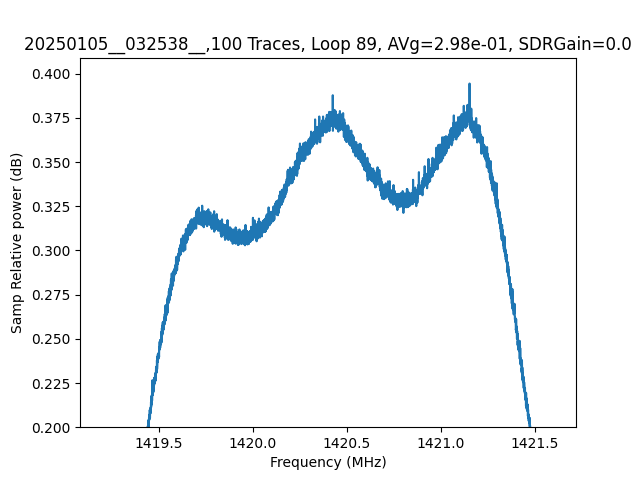 20250105__032538__,100 Traces, Loop 89, AVg=2.98e-01, SDRGain=0.0
0.400
0.375
0.350
0.325
0.300
0.275
0.250
0.225
0.200
Samp Relative power (dB)
1419.5 1420.0 1420.5 1421.0 1421.5
Frequency (MHz)